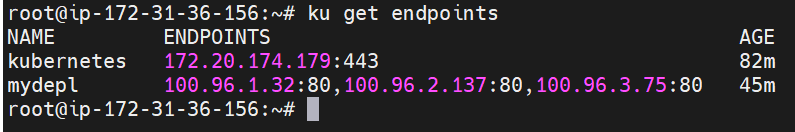 root@ip-172-31-36-156:~# ku get endpoints
NAME ENDPOINTS AGE
kubernetes 172.20.174.179:443 82m
mydepl 100.96.1.32:80,100.96.2.137:80,100.96.3.75:80 45m
root@ip-172-31-36-156:~#